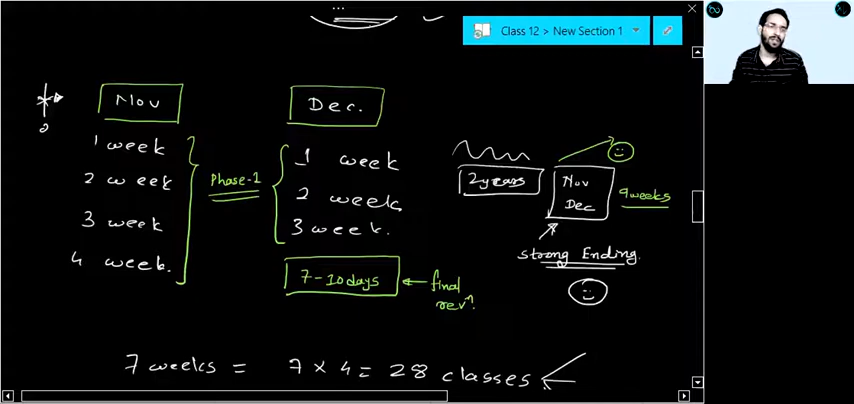 Class 12 > New Section 1
Nov
Dec.
1 week
2 week
3 week
4 week.
Phase-1
1 week
2 weeks
3 week.
7-10 days
final
revⁿ
2 years
Nov
Dec
9 weeks
strong Ending.
7 weeks = 7 × 4 = 28 classes